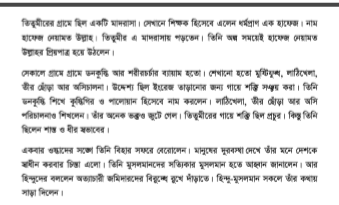 তিতুমীরের গ্রামে ছিল একটি মাদরাসা। সেখানে শিক্ষক হিসেবে এলেন ধর্মপ্রাণ এক হাফেজ। নাম
হাফেজ নেয়ামত উল্লাহ। তিতুমীর এ মাদরাসায় পড়তেন। তিনি অল্প সময়েই হাফেজ নেয়ামত
উল্লাহর প্রিয়পাত্র হয়ে উঠলেন।
সেকালে গ্রামে গ্রামে ডনকুস্তি আর শরীরচর্চার ব্যায়াম হতো। শেখানো হতো মুষ্টিযুদ্ধ, লাঠিখেলা,
তীর ছোঁড়া আর অসিচালনা। উদ্দেশ্য ছিল ইংরেজ তাড়ানোর জন্য গায়ে শক্তি সঞ্চয় করা। তিনি
ডনকুস্তি শিখে কুস্তিগির ও পালোয়ান হিসেবে নাম করলেন। লাঠিখেলা, তীর ছোঁড়া আর অসি
পরিচালনাও শিখলেন। তাঁর অনেক ভক্তও জুটে গেল। তিতুমীরের গায়ে শক্তি ছিল প্রচুর। কিন্তু তিনি
ছিলেন শান্ত ও ধীর স্বভাবের।
একবার ওস্তাদের সঙ্গে তিনি বিহার সফরে বেরোলেন। মানুষের দুরবস্থা দেখে তাঁর মনে দেশকে
স্বাধীন করবার চিন্তা এলো। তিনি মুসলমানদের সত্যিকার মুসলমান হতে আহ্বান জানালেন। আর
হিন্দুদের বললেন অত্যাচারী জমিদারদের বিরুদ্ধে রুখে দাঁড়াতে। হিন্দু-মুসলমান সকলে তাঁর কথায়
সাড়া দিলেন।